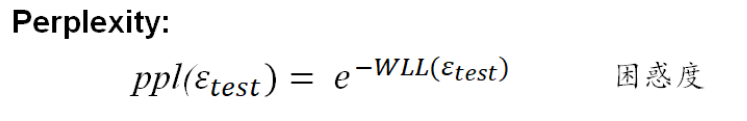 Perplexity:
ppl(ε_test) = e^{-WLL(ε_test)} 困惑度